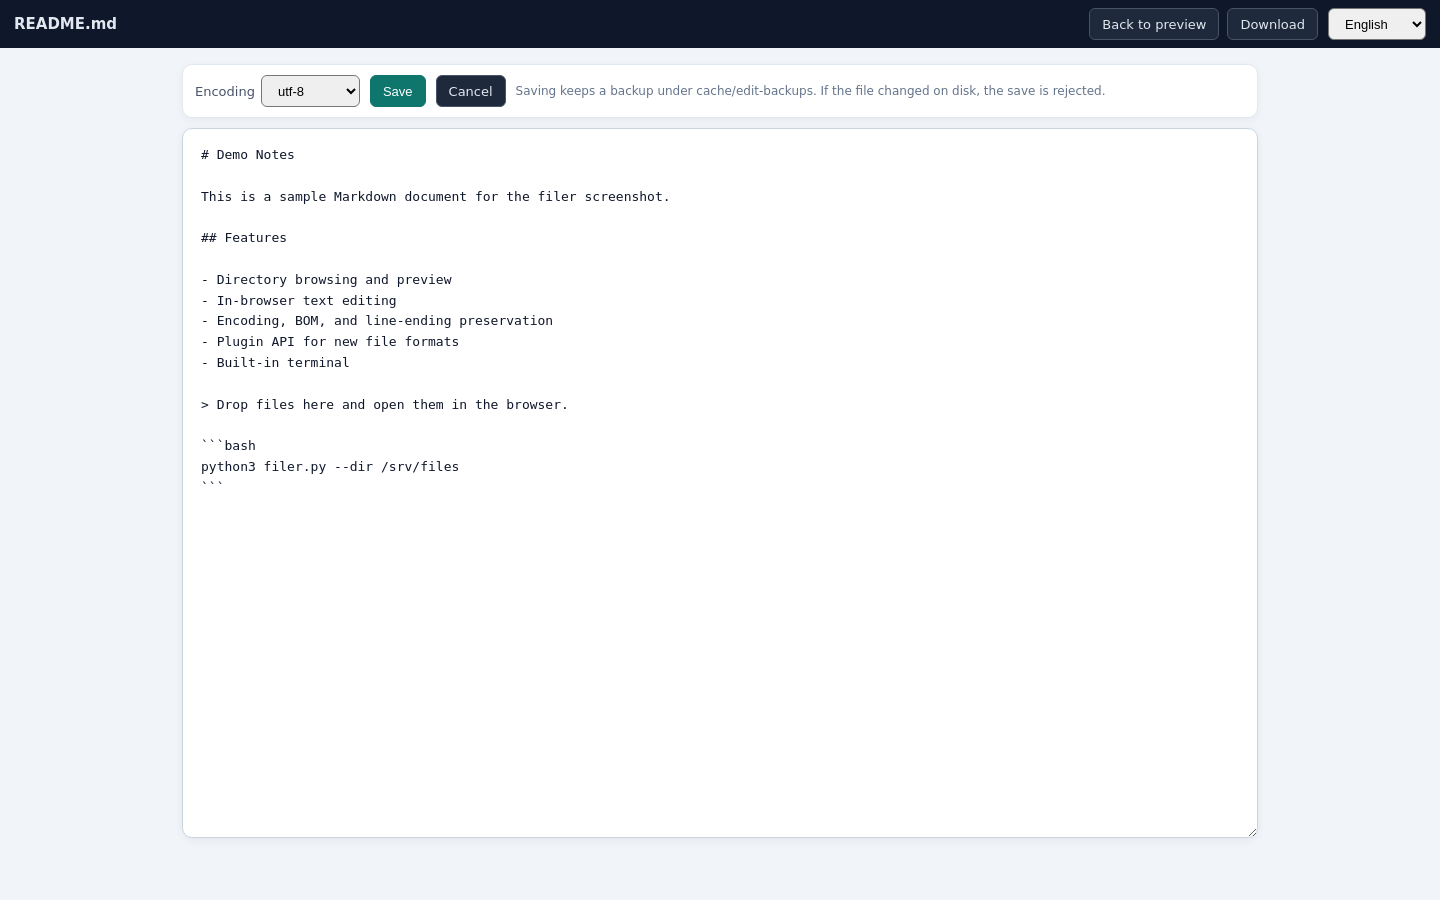 README.md
Back to preview
Download
English
Encoding
utf-8
Save
Cancel
Saving keeps a backup under cache/edit-backups. If the file changed on disk, the save is rejected.
# Demo Notes
This is a sample Markdown document for the filer screenshot.
## Features
- Directory browsing and preview
- In-browser text editing
- Encoding, BOM, and line-ending preservation
- Plugin API for new file formats
- Built-in terminal
> Drop files here and open them in the browser.
```bash
python3 filer.py --dir /srv/files
```